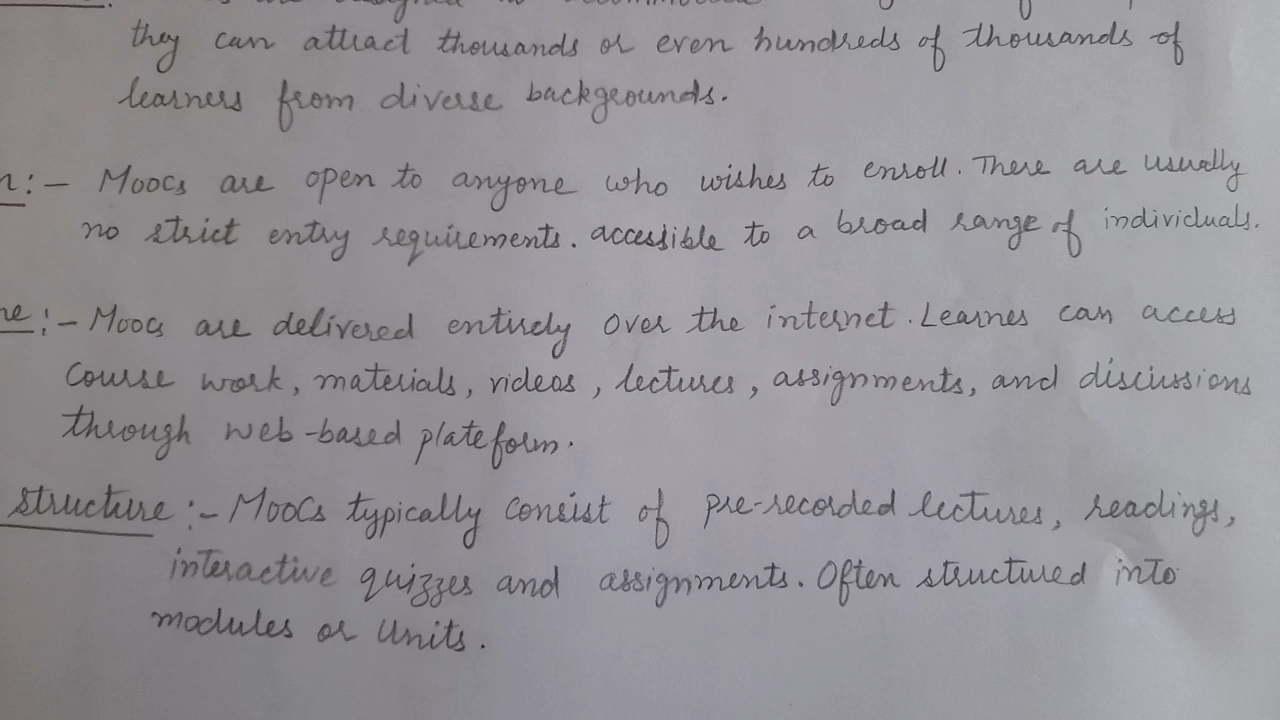 they can attract thousands or even hundreds of thousands of
learners from diverse backgrounds.
n:- Moocs are open to anyone who wishes to enroll. There are usually
no strict entry requirements. accessible to a broad range of individuals.
ne:- Moocs are delivered entirely over the internet. Learnes can access
Course work, materials, videos, lectures, assignments, and disciussions
through web-based plateform.
structure:- MOOCs typically consist of pre-recorded lectures, readings,
interactive quizzes and assignments. Often structured into
modules or Units.